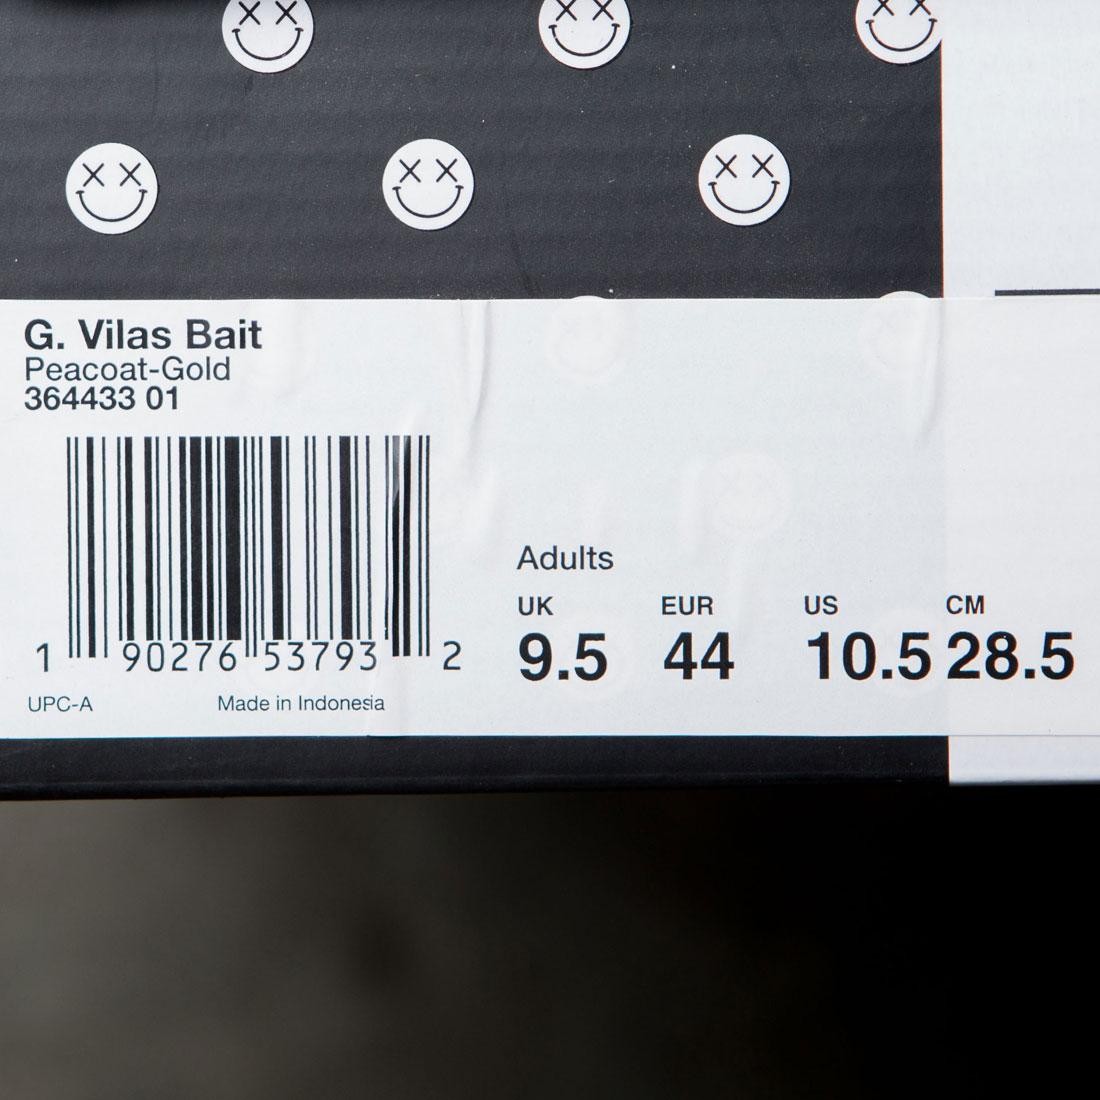 G. Vilas Bait
Peacoat-Gold
364433 01
1 90276 53793 2
UPC-A Made in Indonesia
Adults
UK EUR US CM
9.5 44 10.5 28.5